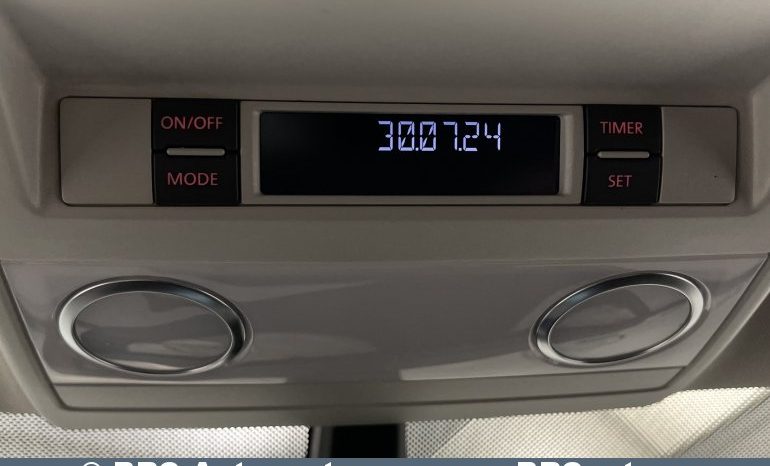 ON/OFF
30.07.24
TIMER
MODE
SET